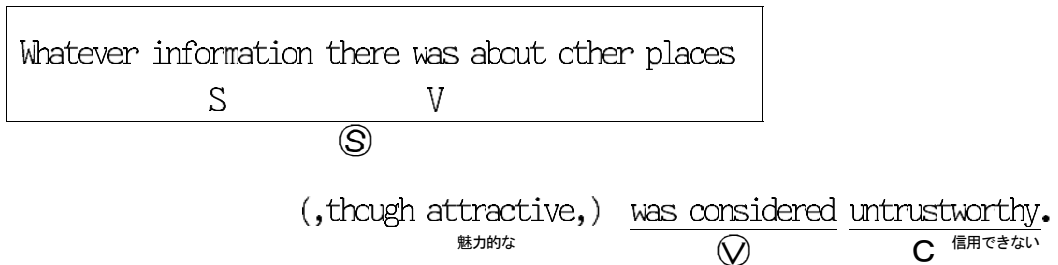 Whatever information there was about cther places
S V
Ⓢ
(,thcugh attractive,) was considered untrustworthy.
魅力的な Ⓥ C 信用できない